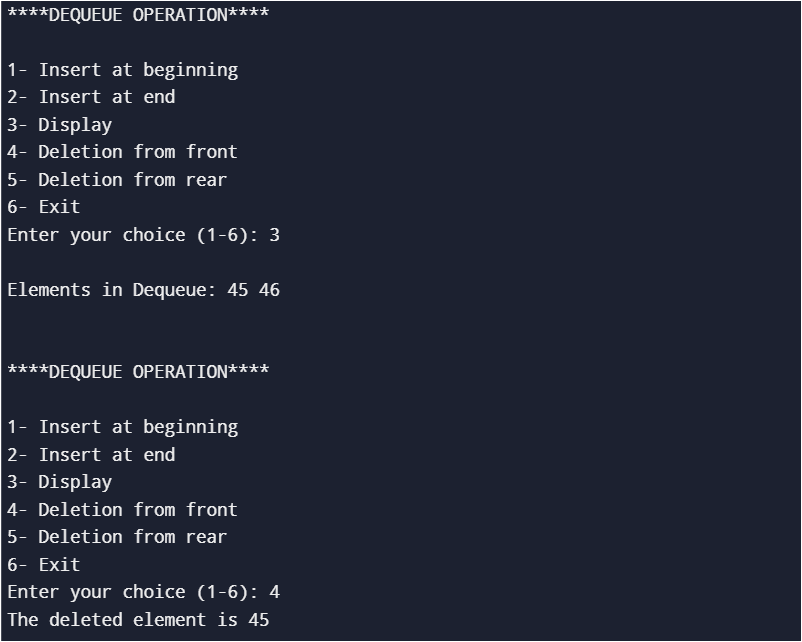 ****DEQUEUE OPERATION****
1- Insert at beginning
2- Insert at end
3- Display
4- Deletion from front
5- Deletion from rear
6- Exit
Enter your choice (1-6): 3
Elements in Dequeue: 45 46
****DEQUEUE OPERATION****
1- Insert at beginning
2- Insert at end
3- Display
4- Deletion from front
5- Deletion from rear
6- Exit
Enter your choice (1-6): 4
The deleted element is 45